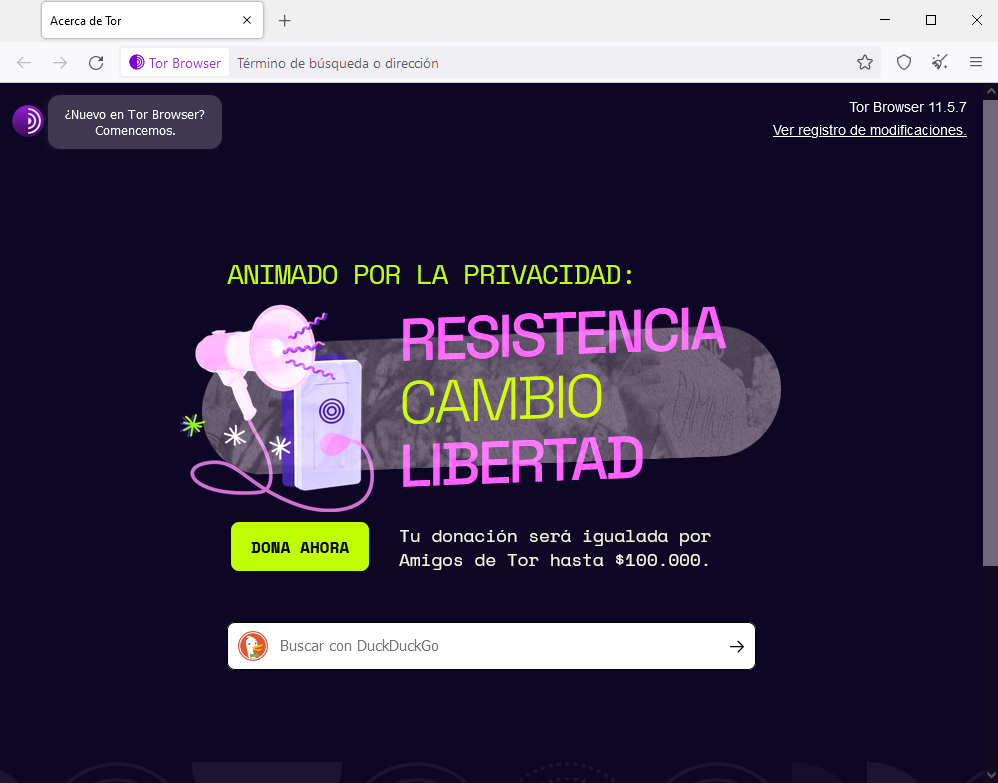 Acerca de Tor
Tor Browser
Término de búsqueda o dirección
¿Nuevo en Tor Browser?
Comencemos.
Tor Browser 11.5.7
Ver registro de modificaciones.
ANIMADO POR LA PRIVACIDAD:
RESISTENCIA
CAMBIO
LIBERTAD
DONA AHORA
Tu donación será igualada por
Amigos de Tor hasta $100.000.
Buscar con DuckDuckGo